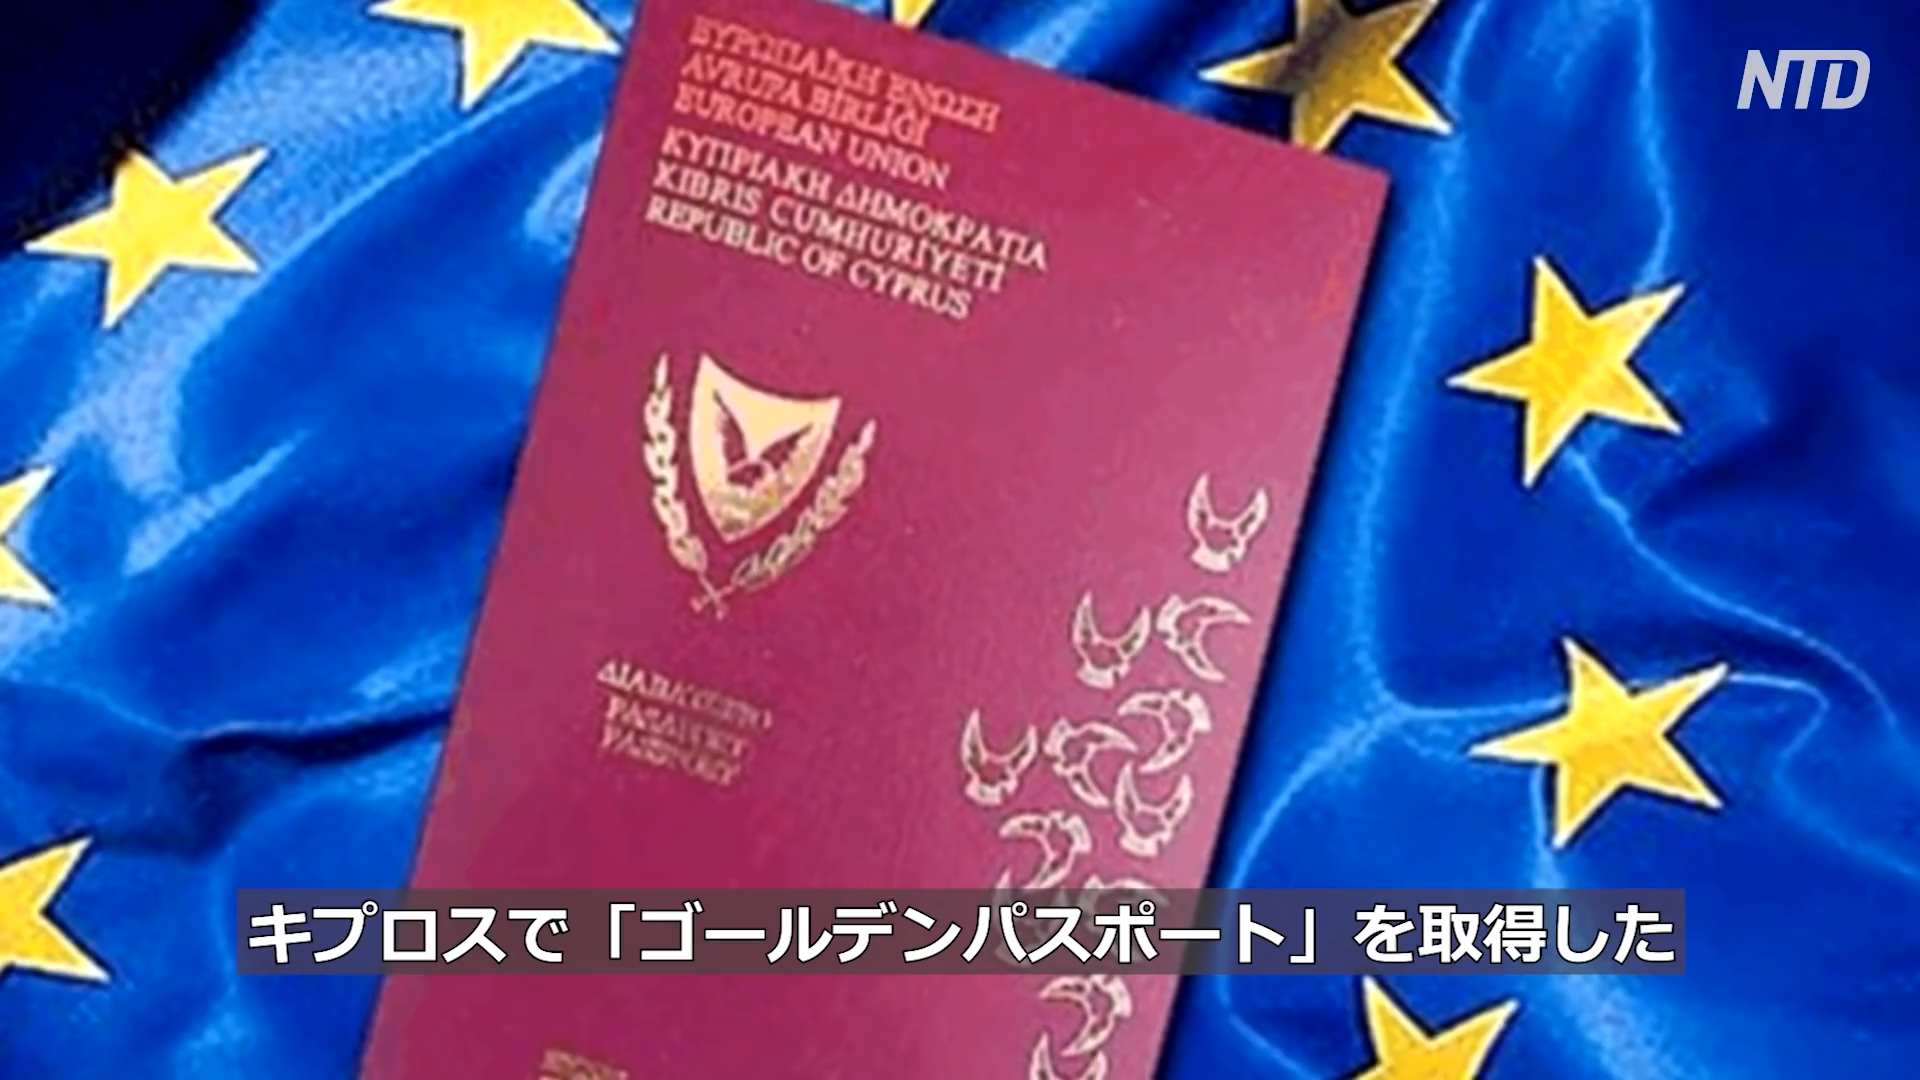 NTD
ΕΥΡΩΠΑΪΚΗ ΕΝΩΣΗ
AVRUPA BİRLİĞİ
EUROPEAN UNION
ΚΥΠΡΙΑΚΗ ΔΗΜΟΚΡΑΤΙΑ
KIBRIS CUMHURİYETİ
REPUBLIC OF CYPRUS
ΔΙΑΒΑΤΗΡΙΟ
PASAPORT
PASSPORT
キプロスで「ゴールデンパスポート」を取得した